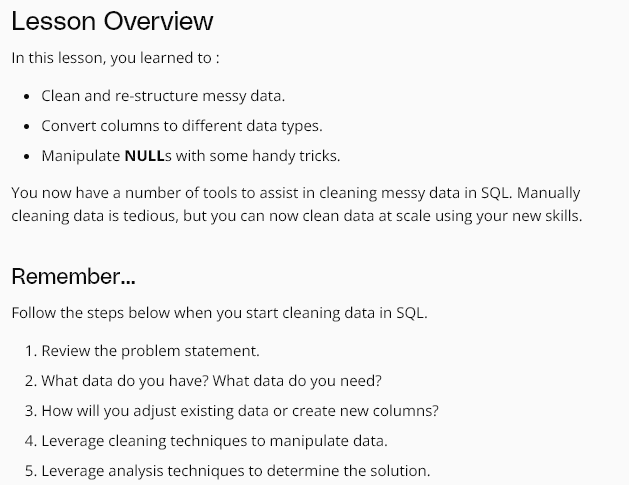 Lesson Overview
In this lesson, you learned to :
• Clean and re-structure messy data.
• Convert columns to different data types.
• Manipulate NULLs with some handy tricks.
You now have a number of tools to assist in cleaning messy data in SQL. Manually
cleaning data is tedious, but you can now clean data at scale using your new skills.
Remember...
Follow the steps below when you start cleaning data in SQL.
1. Review the problem statement.
2. What data do you have? What data do you need?
3. How will you adjust existing data or create new columns?
4. Leverage cleaning techniques to manipulate data.
5. Leverage analysis techniques to determine the solution.